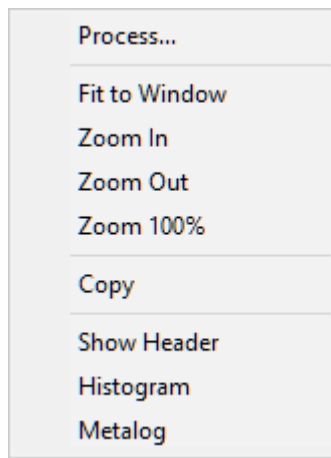 Process...
Fit to Window
Zoom In
Zoom Out
Zoom 100%
Copy
Show Header
Histogram
Metalog